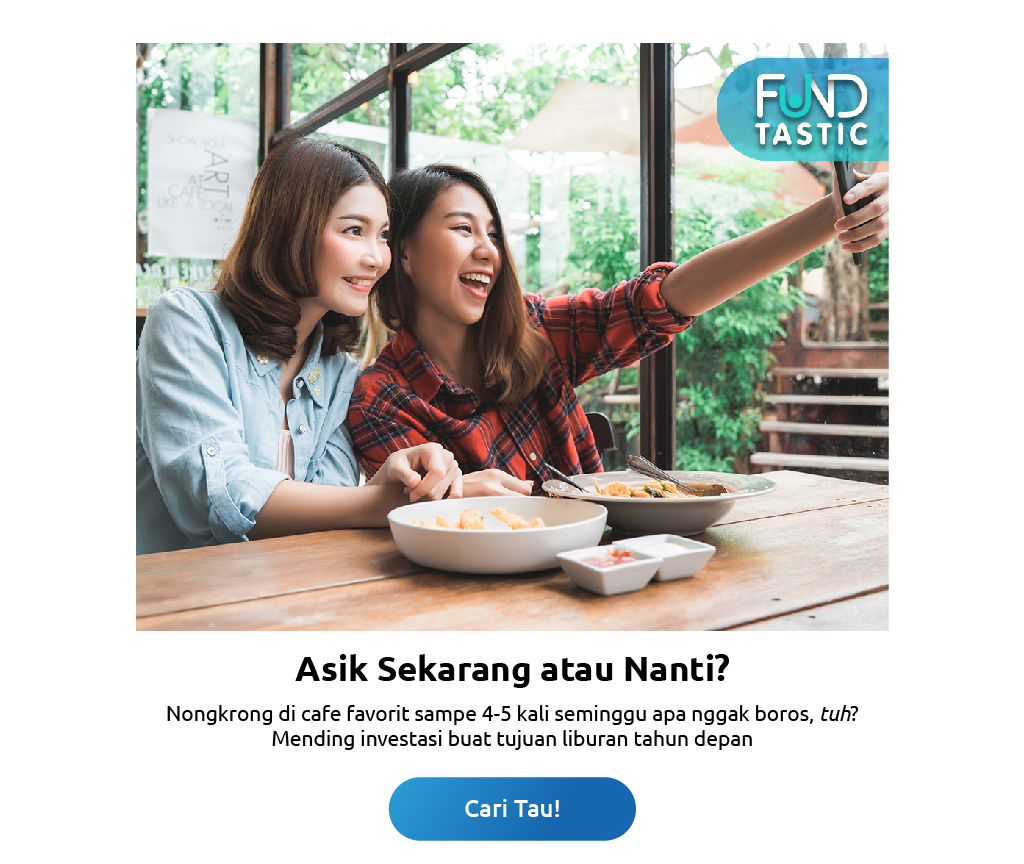 FUND
TASTIC
SHOW YOUR
ART
AT
CAFE
LIKE A LOCAL
Asik Sekarang atau Nanti?
Nongkrong di cafe favorit sampe 4-5 kali seminggu apa nggak boros, tuh?
Mending investasi buat tujuan liburan tahun depan
Cari Tau!